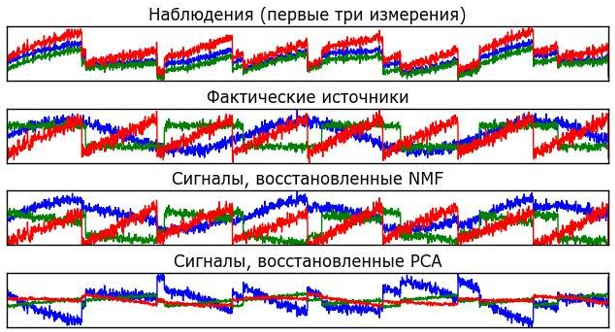 Наблюдения (первые три измерения)
Фактические источники
Сигналы, восстановленные NMF
Сигналы, восстановленные PCA